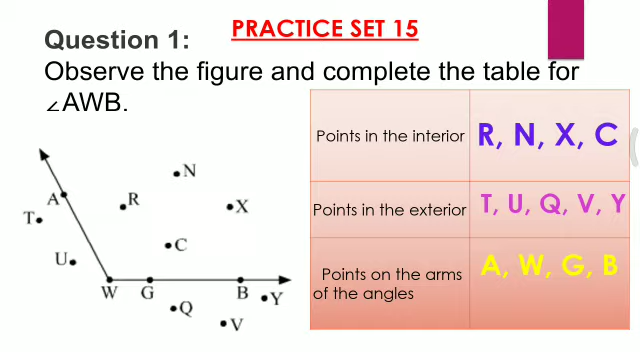 PRACTICE SET 15
Question 1:
Observe the figure and complete the table for
∠AWB.
Points in the interior
R, N, X, C
Points in the exterior
T, U, Q, V, Y
Points on the arms
of the angles
A, W, G, B
N
A
R
X
T
C
U
W
G
B
Y
Q
V